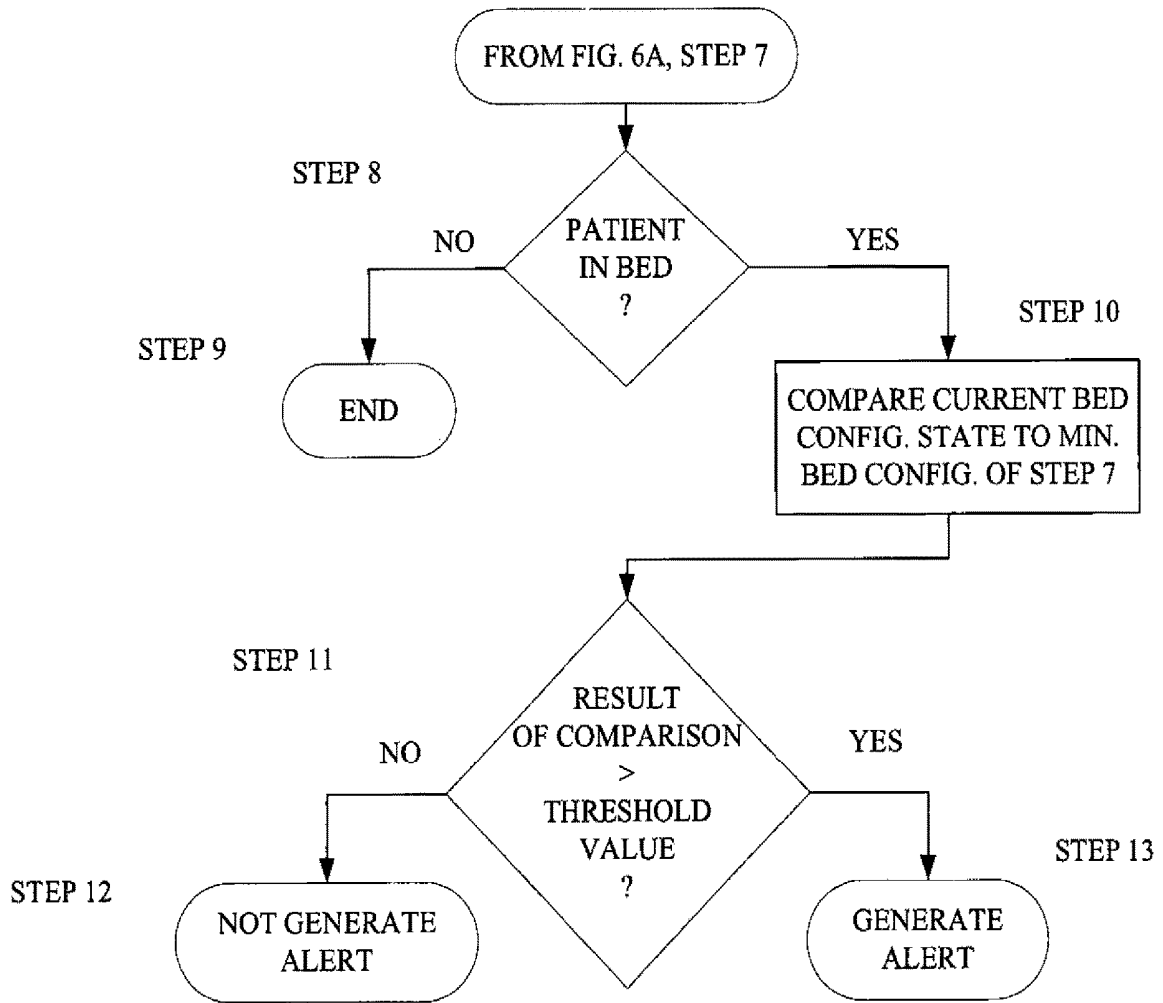 FROM FIG. 6A, STEP 7
STEP 8
PATIENT
IN BED
?
NO
YES
STEP 9
END
STEP 10
COMPARE CURRENT BED
CONFIG. STATE TO MIN.
BED CONFIG. OF STEP 7
STEP 11
RESULT
OF COMPARISON
>
THRESHOLD
VALUE
?
NO
YES
STEP 12
NOT GENERATE
ALERT
STEP 13
GENERATE
ALERT